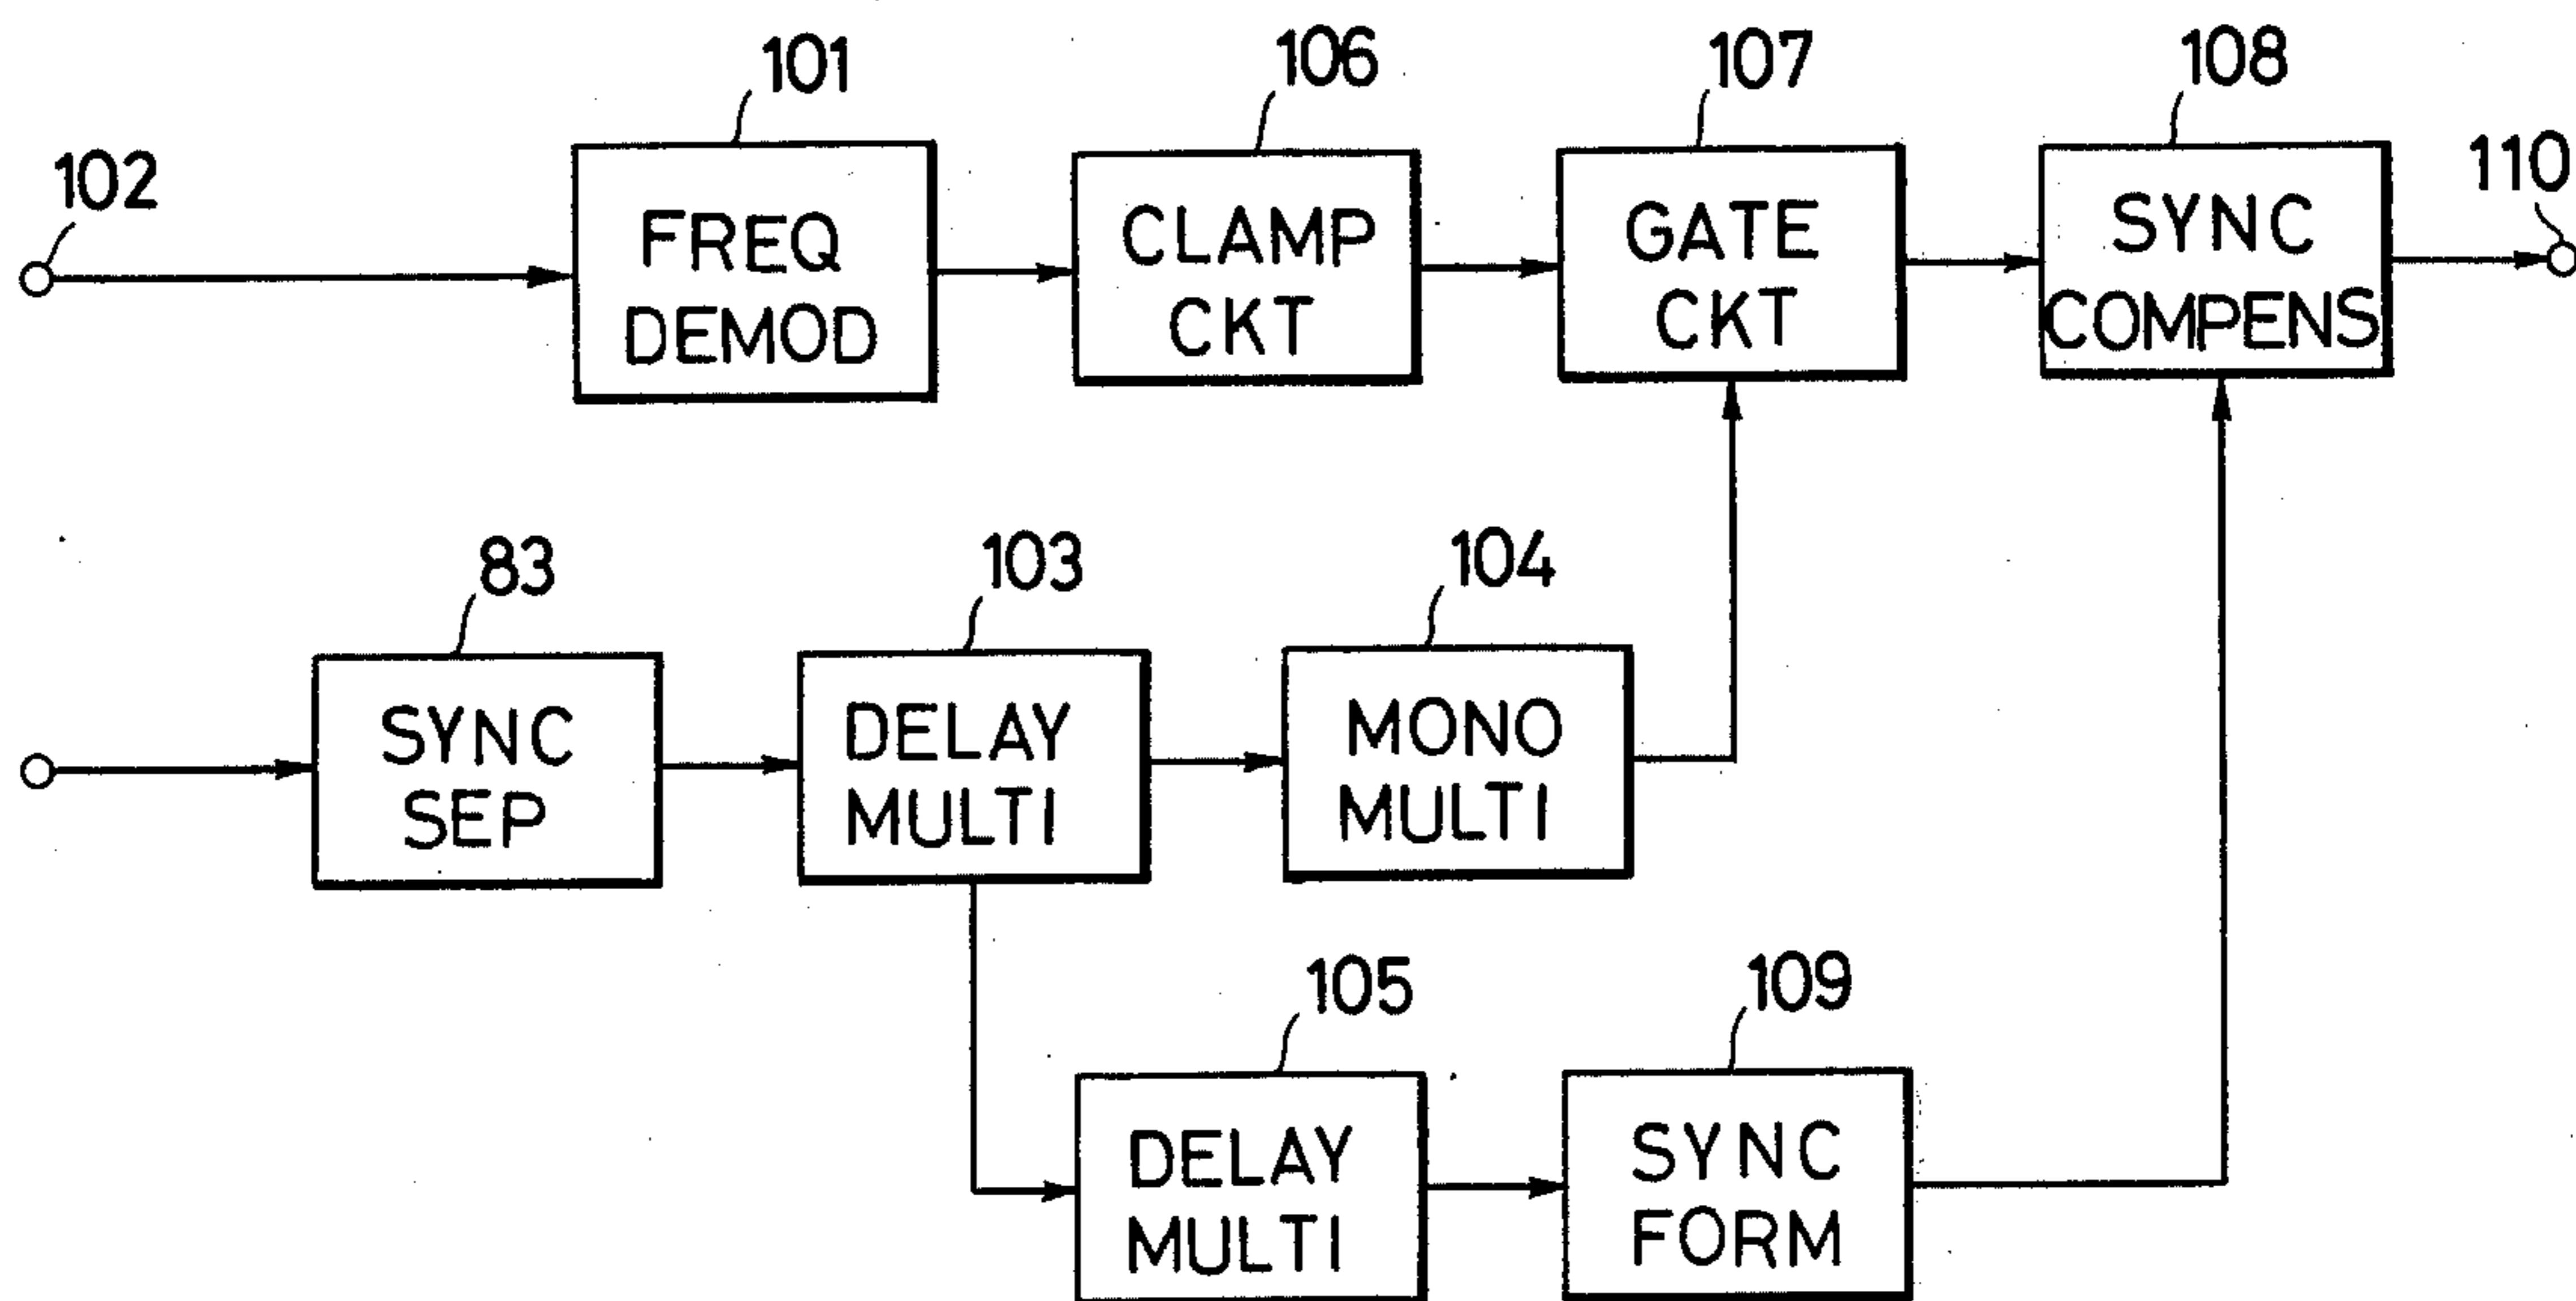 101
106
107
108
102
110
FREQ
DEMOD
CLAMP
CKT
GATE
CKT
SYNC
COMPENS
83
103
104
SYNC
SEP
DELAY
MULTI
MONO
MULTI
105
109
DELAY
MULTI
SYNC
FORM